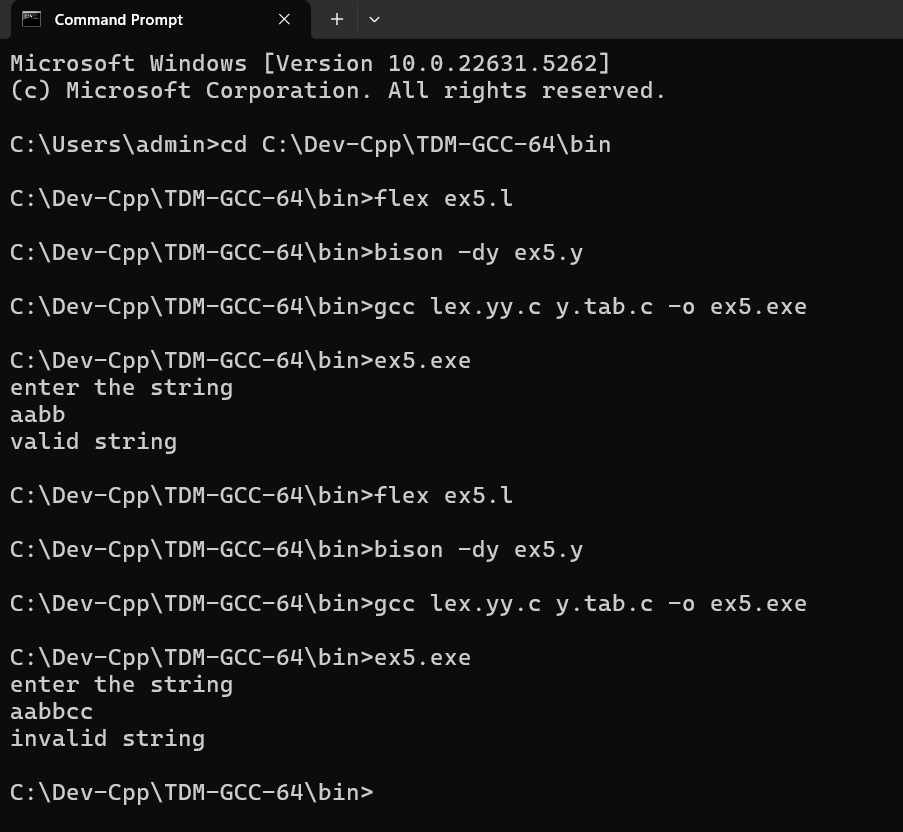 Command Prompt
Microsoft Windows [Version 10.0.22631.5262]
(c) Microsoft Corporation. All rights reserved.
C:\Users\admin>cd C:\Dev-Cpp\TDM-GCC-64\bin
C:\Dev-Cpp\TDM-GCC-64\bin>flex ex5.l
C:\Dev-Cpp\TDM-GCC-64\bin>bison -dy ex5.y
C:\Dev-Cpp\TDM-GCC-64\bin>gcc lex.yy.c y.tab.c -o ex5.exe
C:\Dev-Cpp\TDM-GCC-64\bin>ex5.exe
enter the string
aabb
valid string
C:\Dev-Cpp\TDM-GCC-64\bin>flex ex5.l
C:\Dev-Cpp\TDM-GCC-64\bin>bison -dy ex5.y
C:\Dev-Cpp\TDM-GCC-64\bin>gcc lex.yy.c y.tab.c -o ex5.exe
C:\Dev-Cpp\TDM-GCC-64\bin>ex5.exe
enter the string
aabbcc
invalid string
C:\Dev-Cpp\TDM-GCC-64\bin>